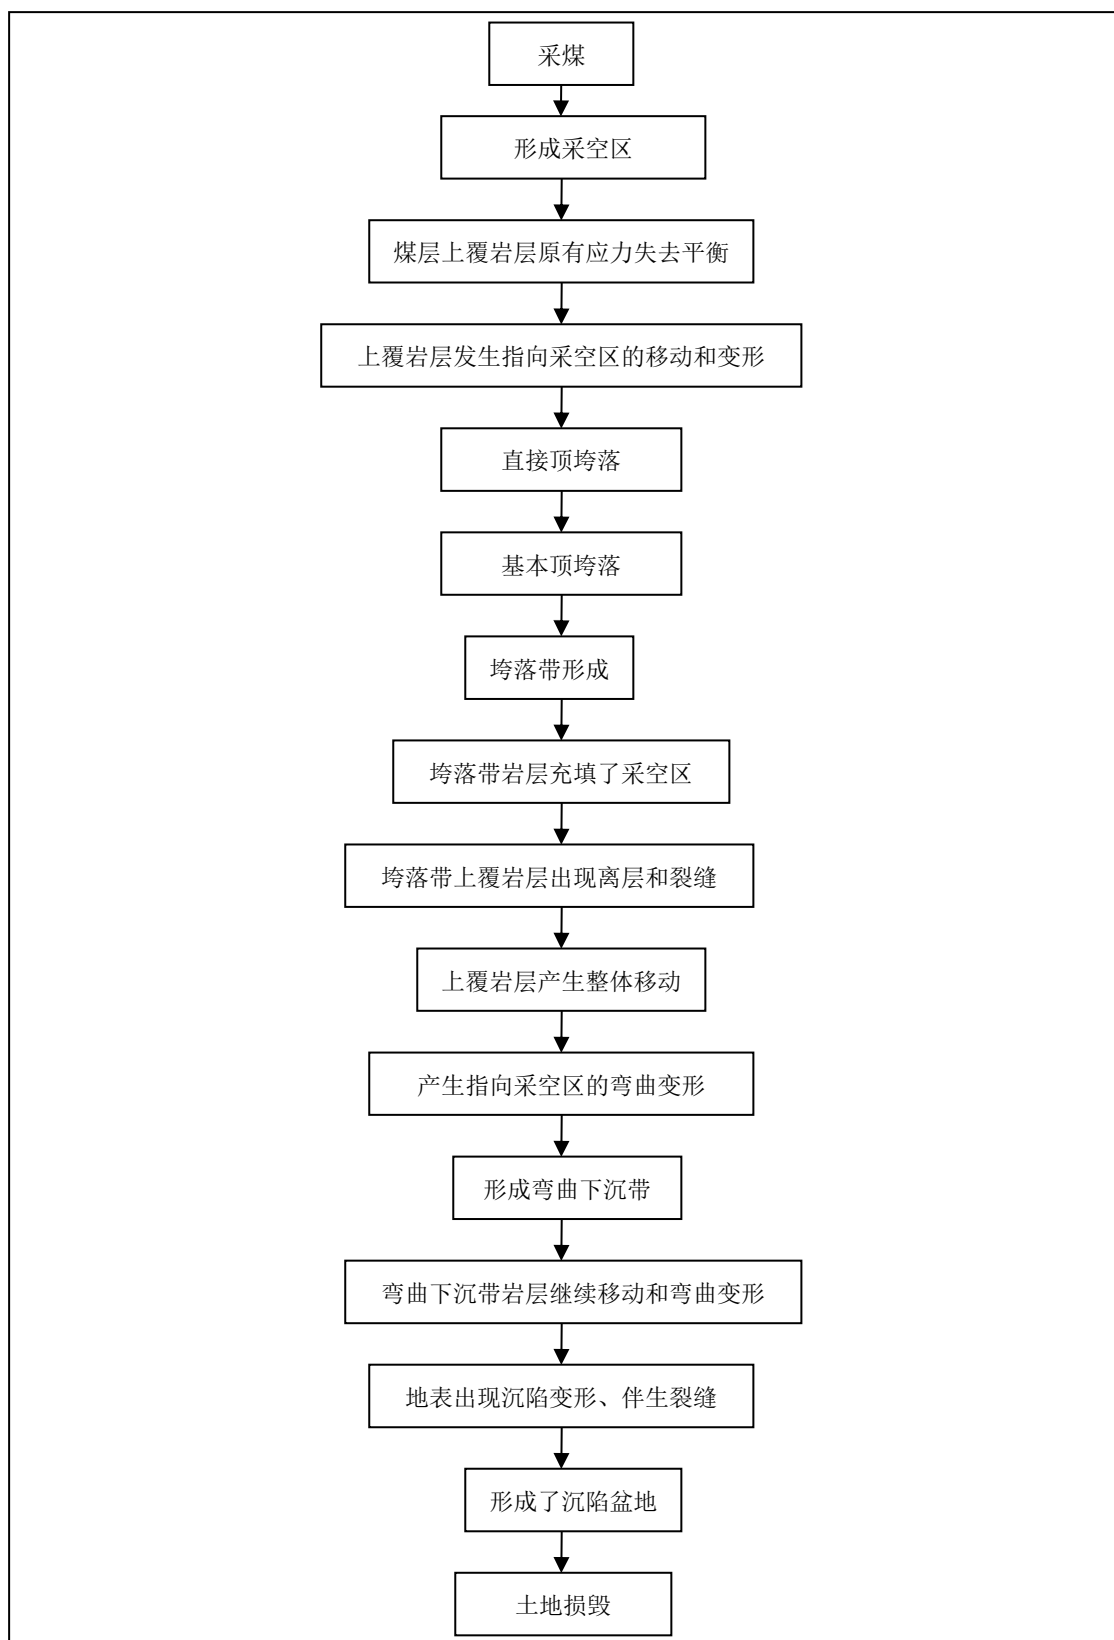 采煤
形成采空区
煤层上覆岩层原有应力失去平衡
上覆岩层发生指向采空区的移动和变形
直接顶垮落
基本顶垮落
垮落带形成
垮落带岩层充填了采空区
垮落带上覆岩层出现离层和裂缝
上覆岩层产生整体移动
产生指向采空区的弯曲变形
形成弯曲下沉带
弯曲下沉带岩层继续移动和弯曲变形
地表出现沉陷变形、伴生裂缝
形成了沉陷盆地
土地损毁